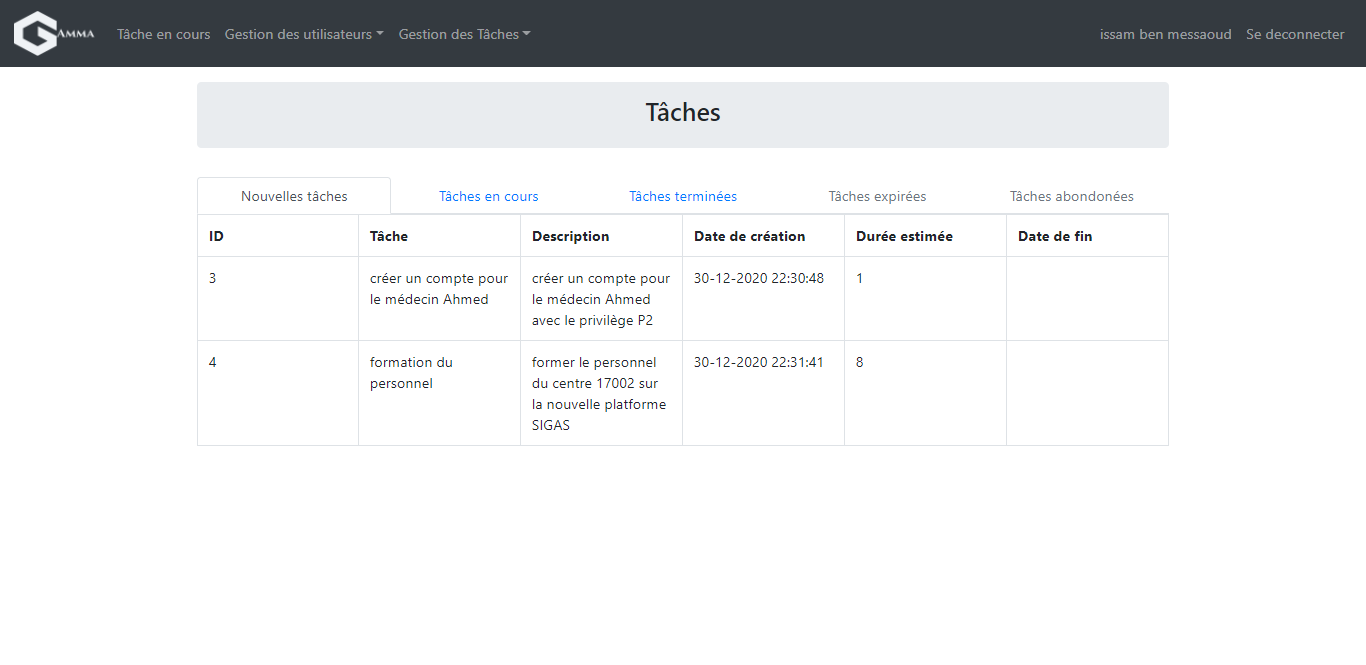 GAMMA Tâche en cours Gestion des utilisateurs Gestion des Tâches issam ben messaoud Se deconnecter
Tâches
Nouvelles tâches Tâches en cours Tâches terminées Tâches expirées Tâches abondonées
ID Tâche Description Date de création Durée estimée Date de fin
3 créer un compte pour créer un compte pour 30-12-2020 22:30:48 1
le médecin Ahmed le médecin Ahmed
avec le privilège P2
4 formation du former le personnel 30-12-2020 22:31:41 8
personnel du centre 17002 sur
la nouvelle platforme
SIGAS